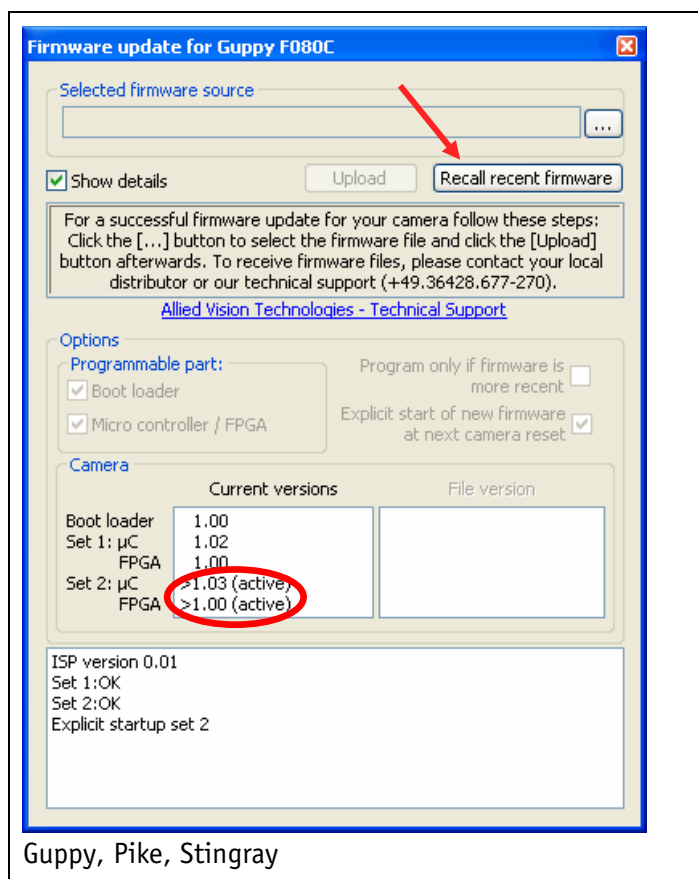 Firmware update for Guppy F080C
Selected firmware source
...
Show details
Upload
Recall recent firmware
For a successful firmware update for your camera follow these steps:
Click the [...] button to select the firmware file and click the [Upload]
button afterwards. To receive firmware files, please contact your local
distributor or our technical support (+49.36428.677-270).
Allied Vision Technologies - Technical Support
Options
Programmable part:
Boot loader
Micro controller / FPGA
Program only if firmware is
more recent
Explicit start of new firmware
at next camera reset
Camera
Current versions File version
Boot loader 1.00
Set 1: µC 1.02
FPGA 1.00
Set 2: µC >1.03 (active)
FPGA >1.00 (active)
ISP version 0.01
Set 1:OK
Set 2:OK
Explicit startup set 2
Guppy, Pike, Stingray